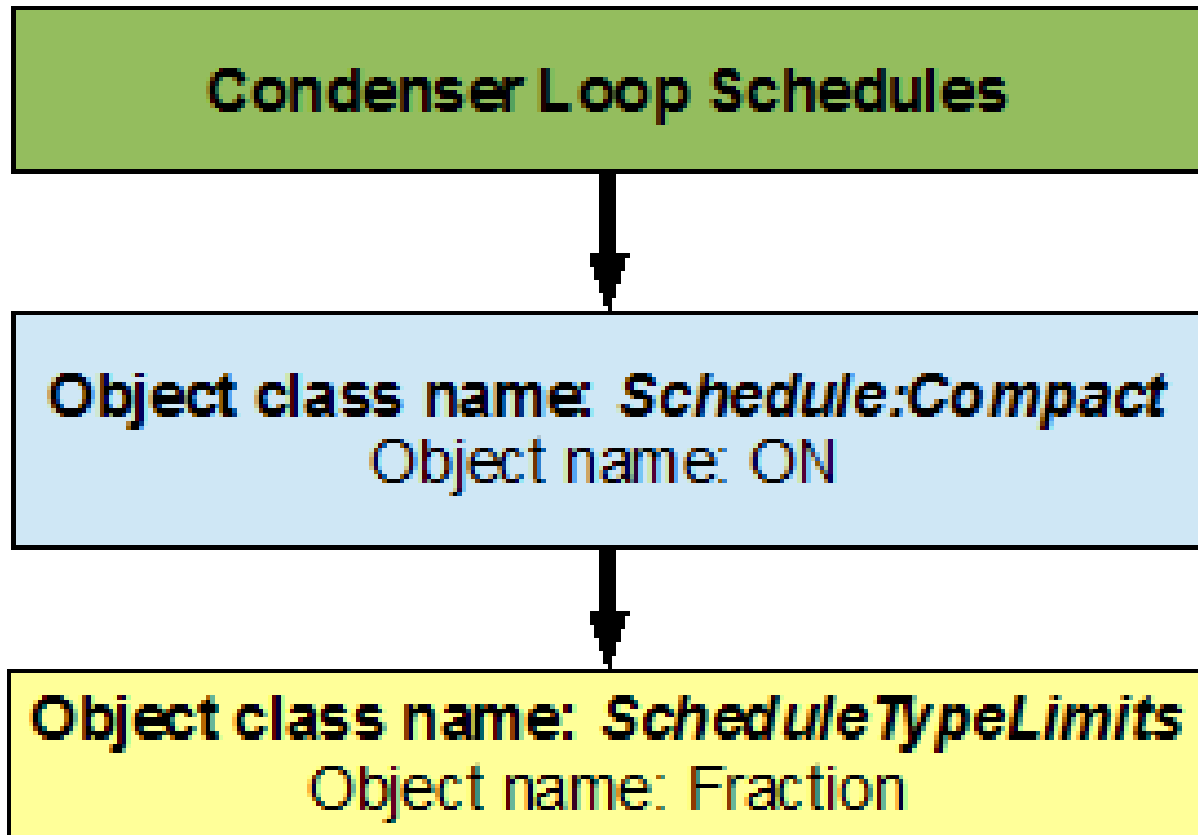 Condenser Loop Schedules
Object class name: Schedule:Compact
Object name: ON
Object class name: ScheduleTypeLimits
Object name: Fraction